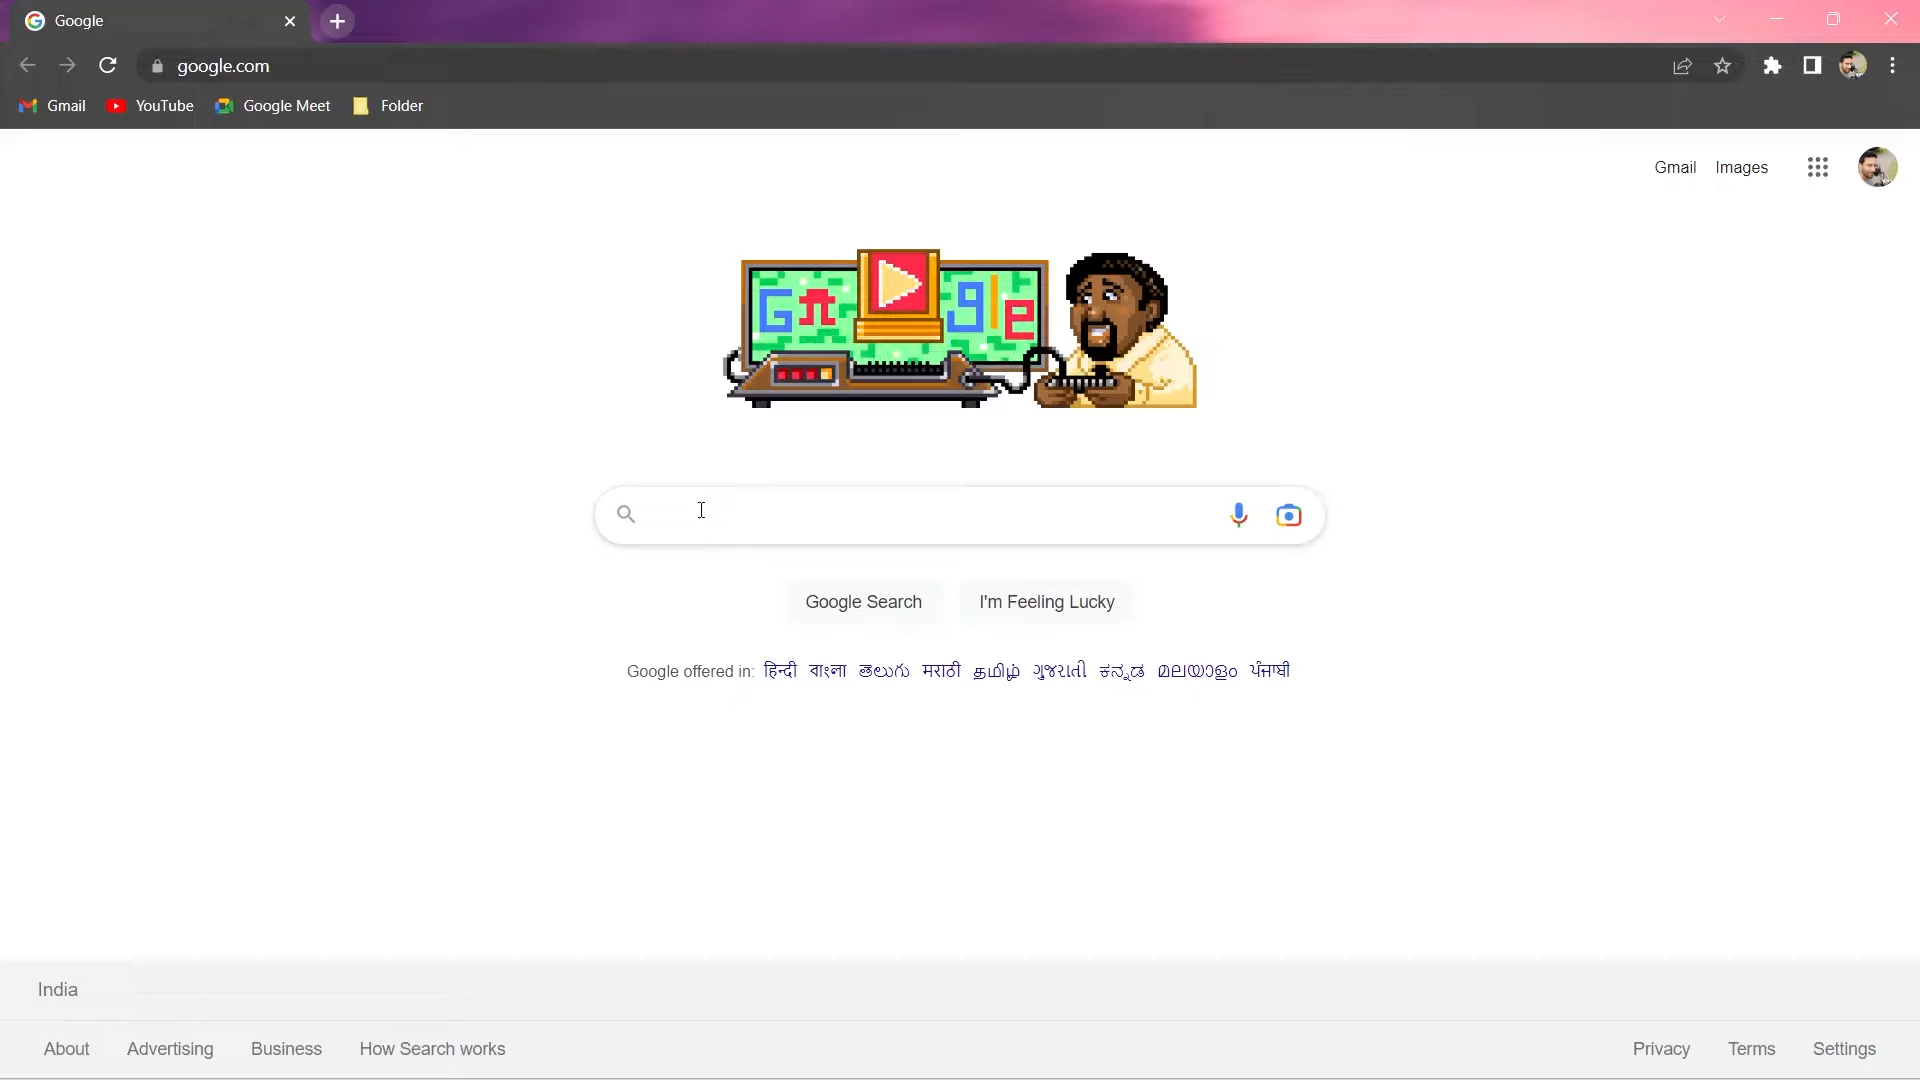 Google
google.com
Gmail YouTube Google Meet Folder
Gmail Images
Google
Google Search I'm Feeling Lucky
Google offered in: हिन्दी বাংলা తెలుగు मराठी தமிழ் ગુજરાતી ಕನ್ನಡ മലയാളം ਪੰਜਾਬੀ
India
About Advertising Business How Search works Privacy Terms Settings